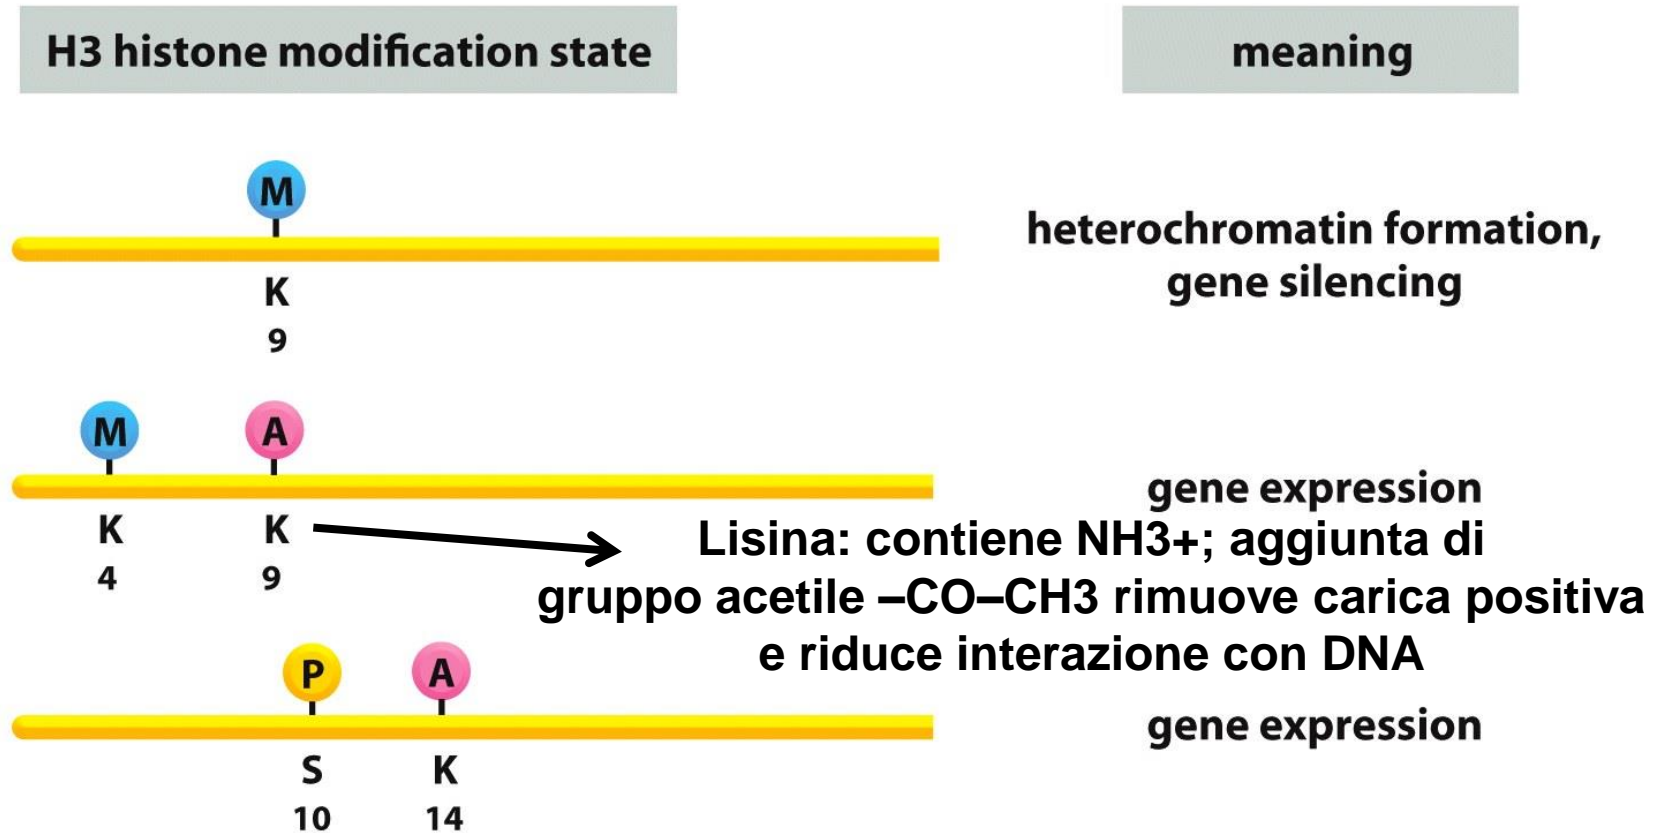 H3 histone modification state
meaning
M
K
9
heterochromatin formation,
gene silencing
M A
K K
4 9
gene expression
Lisina: contiene NH3+; aggiunta di
gruppo acetile –CO–CH3 rimuove carica positiva
e riduce interazione con DNA
P A
S K
10 14
gene expression